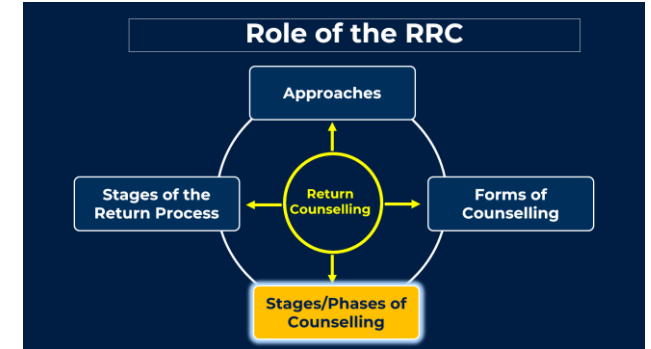 Role of the RRC
Approaches
Stages of the
Return Process
Return
Counselling
Forms of
Counselling
Stages/Phases of
Counselling